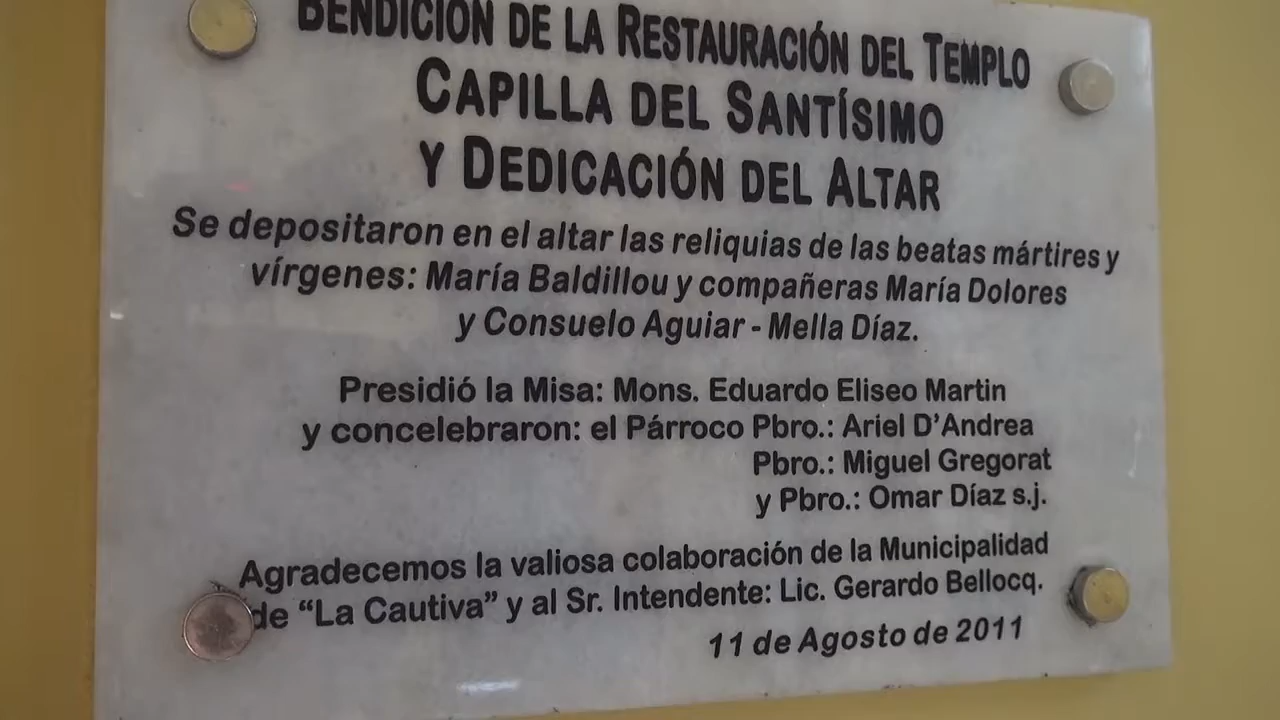 BENDICIÓN DE LA RESTAURACIÓN DEL TEMPLO
CAPILLA DEL SANTÍSIMO
Y DEDICACIÓN DEL ALTAR
Se depositaron en el altar las reliquias de las beatas mártires y
vírgenes: María Baldillou y compañeras María Dolores
y Consuelo Aguiar - Mella Díaz.
Presidió la Misa: Mons. Eduardo Eliseo Martin
y concelebraron: el Párroco Pbro.: Ariel D'Andrea
Pbro.: Miguel Gregorat
y Pbro.: Omar Díaz s.j.
Agradecemos la valiosa colaboración de la Municipalidad
de “La Cautiva” y al Sr. Intendente: Lic. Gerardo Bellocq.
11 de Agosto de 2011